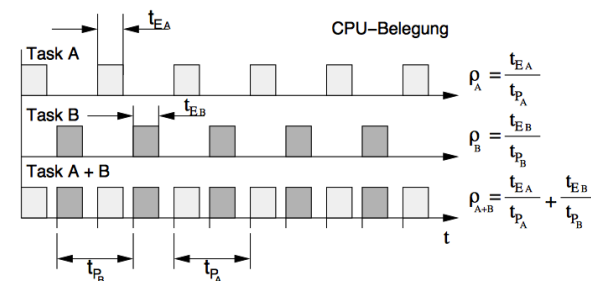 t_EA
CPU–Belegung
Task A
ρ_A = t_EA / t_PA
Task B
t_EB
ρ_B = t_EB / t_PB
Task A + B
ρ_A+B = t_EA / t_PA + t_EB / t_PB
t
t_PB
t_PA